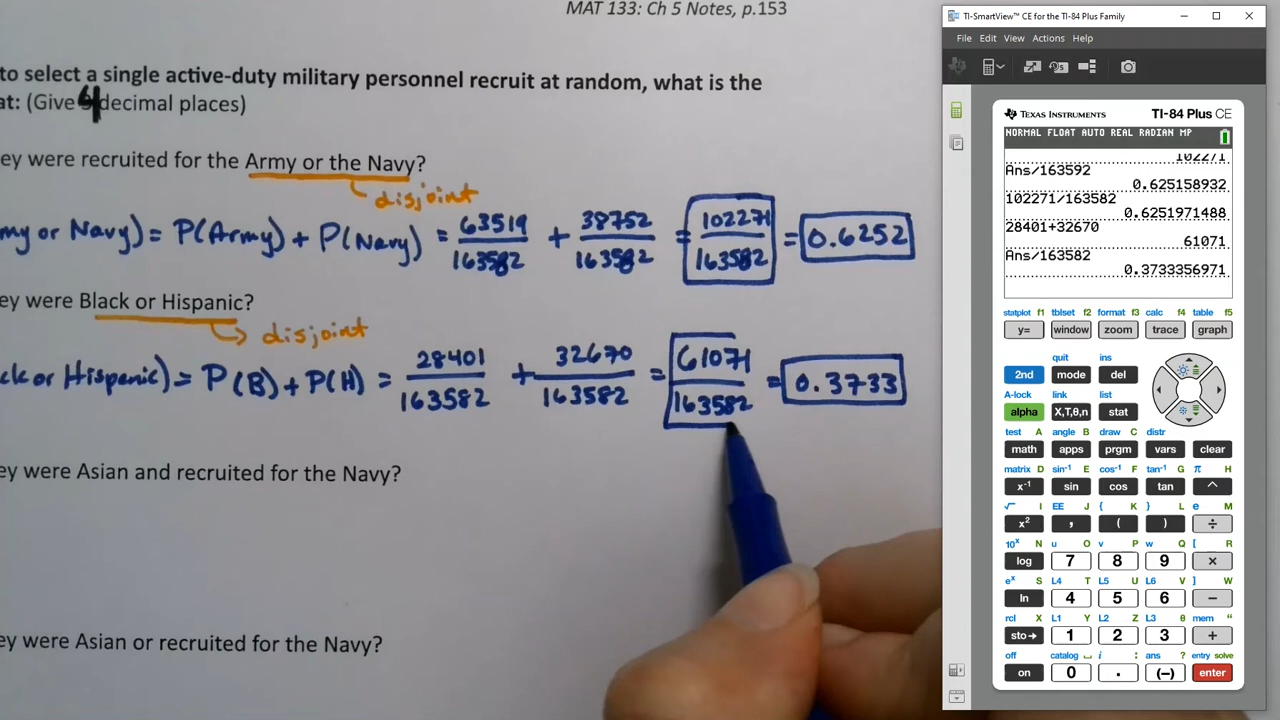 MAT 133: Ch 5 Notes, p.153
to select a single active-duty military personnel recruit at random, what is the
at: (Give 4 decimal places)
ey were recruited for the Army or the Navy?
disjoint
my or Navy) = P(Army) + P(Navy) = 63519/163582 + 38752/163582 = 102271/163582 = 0.6252
ey were Black or Hispanic?
disjoint
ck or Hispanic) = P(B) + P(H) = 28401/163582 + 32670/163582 = 61071/163582 = 0.3733
ey were Asian and recruited for the Navy?
ey were Asian or recruited for the Navy?
TI-SmartView™ CE for the TI-84 Plus Family
File Edit View Actions Help
TEXAS INSTRUMENTS TI-84 Plus CE
NORMAL FLOAT AUTO REAL RADIAN MP
102271
Ans/163592
0.625158932
102271/163582
0.6251971488
28401+32670
61071
Ans/163582
0.3733356971
statplot f1 tblset f2 format f3 calc f4 table f5
y= window zoom trace graph
quit ins
2nd mode del
A-lock link list
alpha X,T,θ,n stat
test A angle B draw C distr
math apps prgm vars clear
matrix D sin⁻¹ E cos⁻¹ F tan⁻¹ G π H
x⁻¹ sin cos tan ^
√ I EE J { K } L e M
x² , ( ) ÷
10ˣ N u O v P w Q [ R
log 7 8 9 ×
eˣ S L4 T L5 U L6 V ] W
ln 4 5 6 −
rcl X L1 Y L2 Z L3 θ mem "
sto→ 1 2 3 +
off catalog i : ans ? entry solve
on 0 . (−) enter